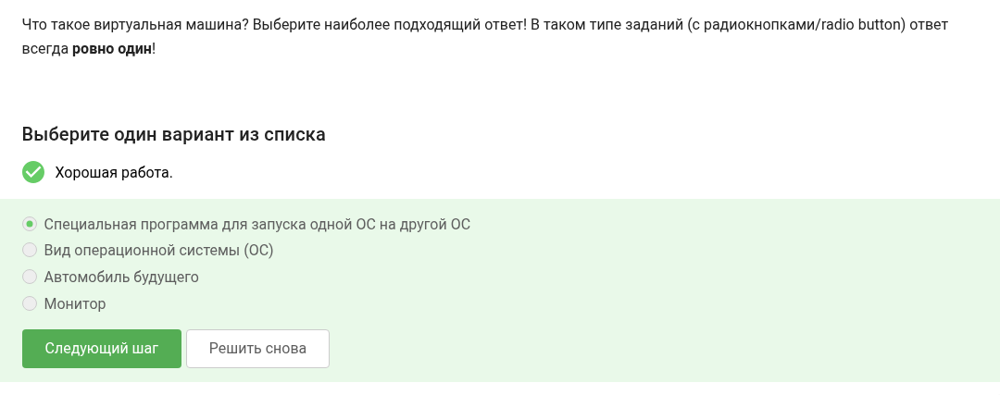 Что такое виртуальная машина? Выберите наиболее подходящий ответ! В таком типе заданий (с радиокнопками/radio button) ответ
всегда ровно один!
Выберите один вариант из списка
Хорошая работа.
Специальная программа для запуска одной ОС на другой ОС
Вид операционной системы (ОС)
Автомобиль будущего
Монитор
Следующий шаг
Решить снова